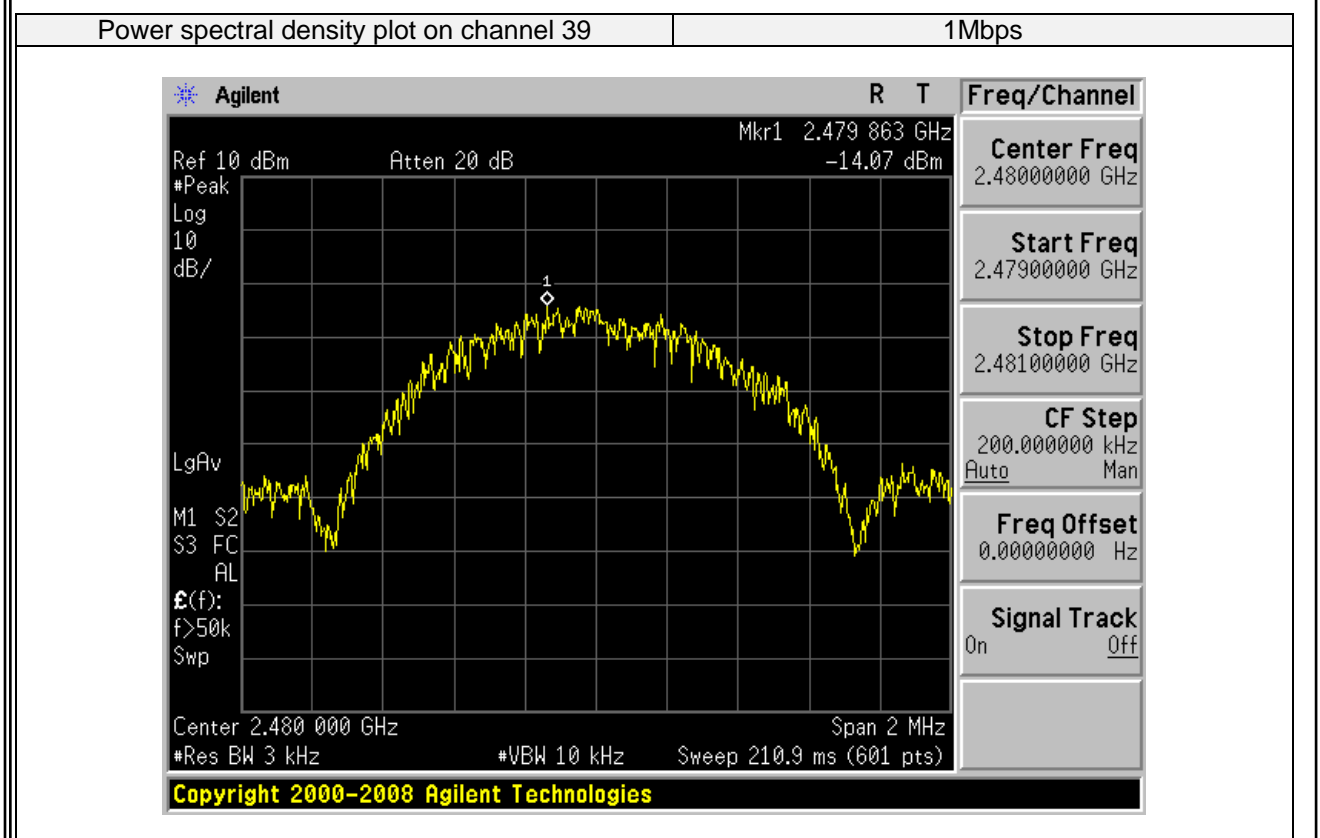 Power spectral density plot on channel 39 1Mbps
Agilent R T Freq/Channel
Mkr1 2.479 863 GHz
Ref 10 dBm Atten 20 dB −14.07 dBm
#Peak
Log
10
dB/
1
LgAv
M1 S2
S3 FC
AL
£(f):
f>50k
Swp
Center 2.480 000 GHz Span 2 MHz
#Res BW 3 kHz #VBW 10 kHz Sweep 210.9 ms (601 pts)
Center Freq
2.48000000 GHz
Start Freq
2.47900000 GHz
Stop Freq
2.48100000 GHz
CF Step
200.000000 kHz
Auto Man
Freq Offset
0.00000000 Hz
Signal Track
On Off
Copyright 2000–2008 Agilent Technologies